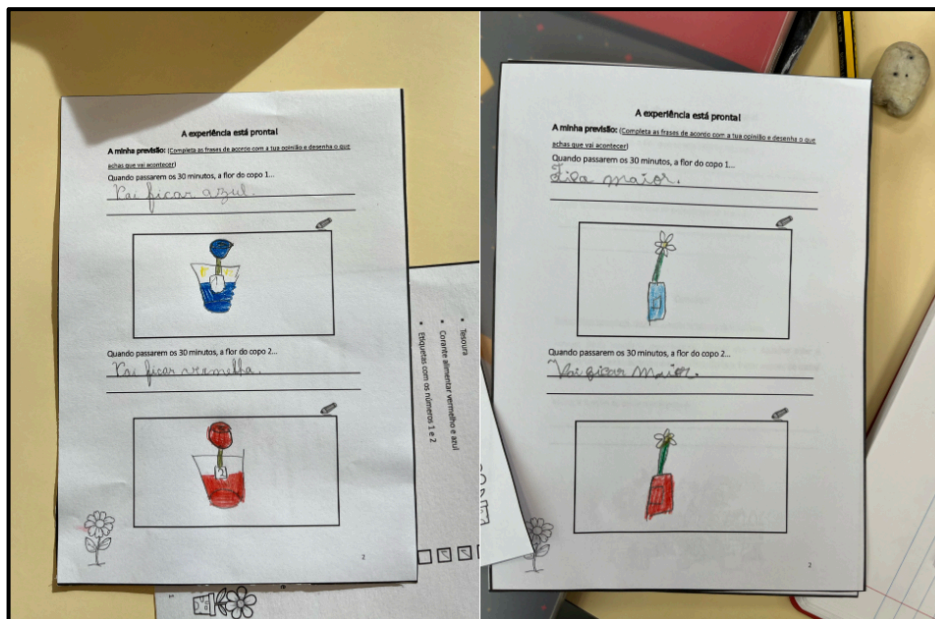 A experiência está pronta!
A minha previsão: (Completa as frases de acordo com a tua opinião e desenha o que
achas que vai acontecer)
Quando passarem os 30 minutos, a flor do copo 1...
Vai ficar azul.
1
Quando passarem os 30 minutos, a flor do copo 2...
Vai ficar vermelha.
2
2
Tesoura
Corante alimentar vermelho e azul
Etiquetas com os números 1 e 2
1
A experiência está pronta!
A minha previsão: (Completa as frases de acordo com a tua opinião e desenha o que
achas que vai acontecer)
Quando passarem os 30 minutos, a flor do copo 1...
Fica maior.
Quando passarem os 30 minutos, a flor do copo 2...
Vai ficar maior.
2